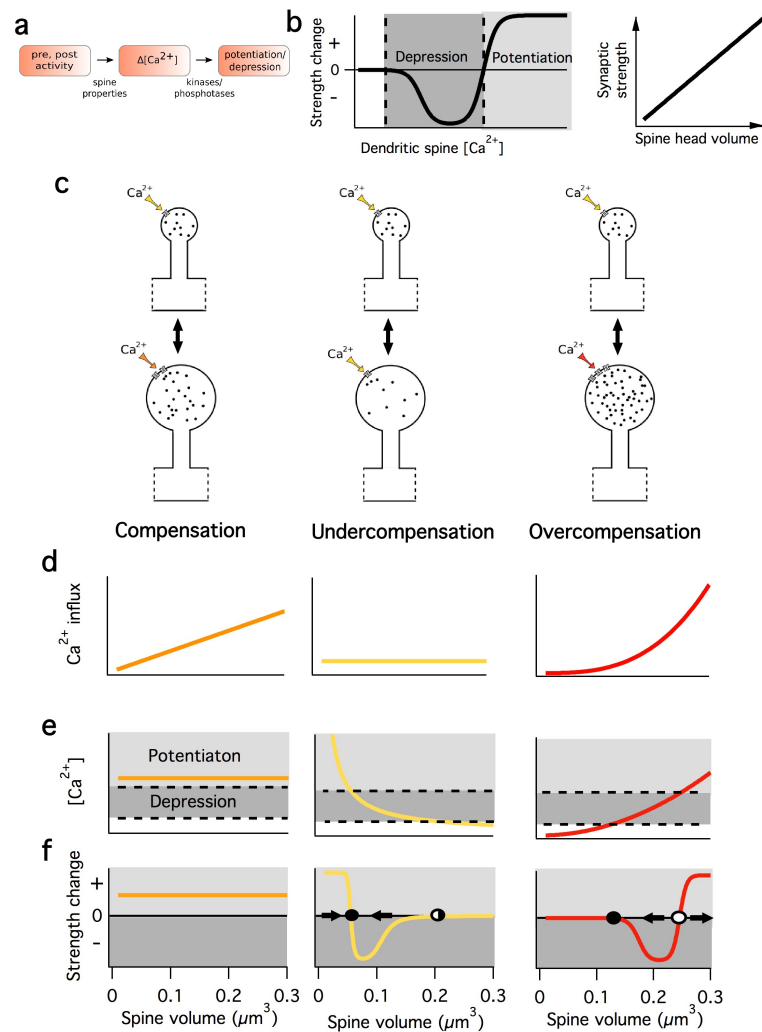 a
pre, post
activity
Δ[Ca²⁺]
potentiation/
depression
spine
properties
kinases/
phosphotases
b
Strength change
+
0
-
Depression
Potentiation
Dendritic spine [Ca²⁺]
Synaptic
strength
Spine head volume
c
Ca²⁺
Ca²⁺
Ca²⁺
Ca²⁺
Ca²⁺
Ca²⁺
Compensation
Undercompensation
Overcompensation
d
Ca²⁺ influx
e
[Ca²⁺]
Potentiaton
Depression
f
Strength change
+
0
-
0 0.1 0.2 0.3
0 0.1 0.2 0.3
0 0.1 0.2 0.3
Spine volume (µm³)
Spine volume (µm³)
Spine volume (µm³)